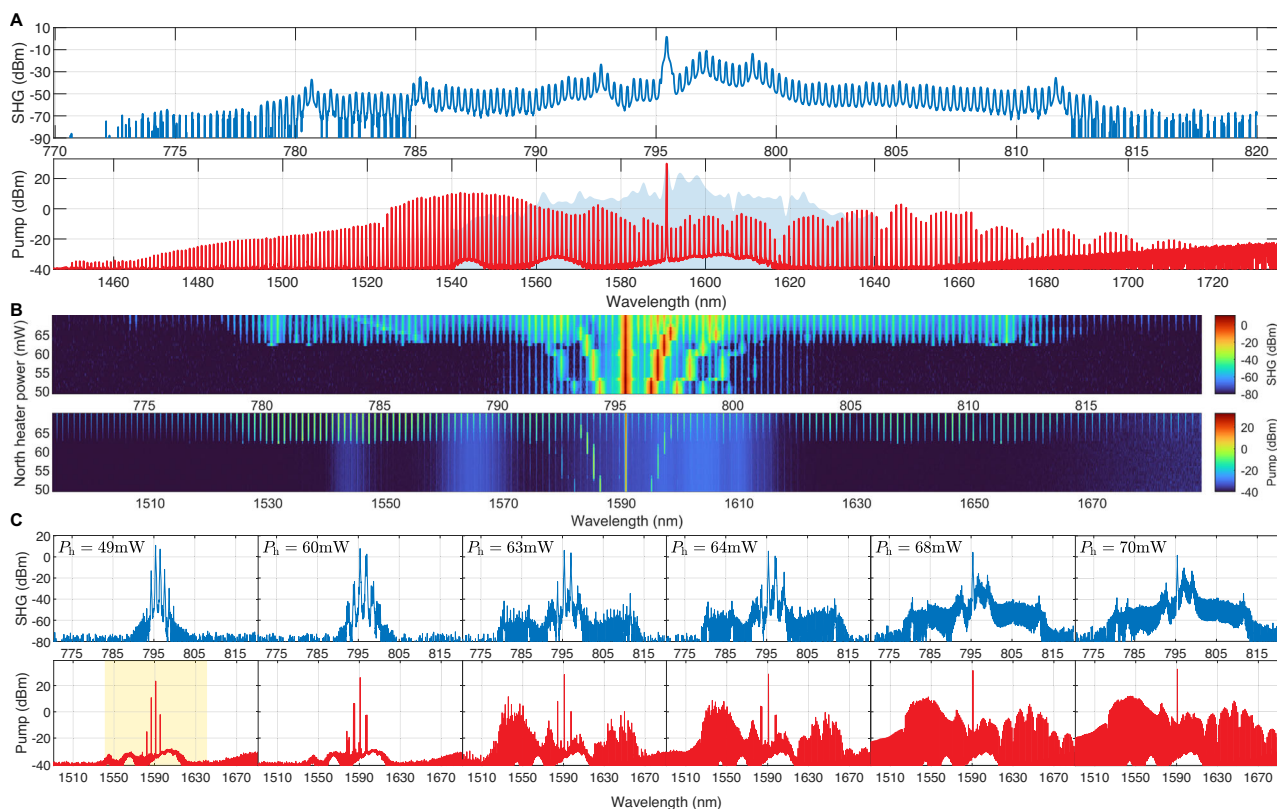 A
SHG (dBm)
10
-10
-30
-50
-70
-90
770 775 780 785 790 795 800 805 810 815 820
Pump (dBm)
20
0
-20
-40
1460 1480 1500 1520 1540 1560 1580 1600 1620 1640 1660 1680 1700 1720
Wavelength (nm)
B
North heater power (mW)
65
60
55
50
775 780 785 790 795 800 805 810 815
0
-20
-40
-60
-80
SHG (dBm)
65
60
55
50
1510 1530 1550 1570 1590 1610 1630 1650 1670
20
0
-20
-40
Pump (dBm)
Wavelength (nm)
C
SHG (dBm)
20
0
-20
-40
-60
-80
Ph = 49mW
Ph = 60mW
Ph = 63mW
Ph = 64mW
Ph = 68mW
Ph = 70mW
775 785 795 805 815 775 785 795 805 815 775 785 795 805 815 775 785 795 805 815 775 785 795 805 815 775 785 795 805 815
Pump (dBm)
20
0
-20
-40
1510 1550 1590 1630 1670 1510 1550 1590 1630 1670 1510 1550 1590 1630 1670 1510 1550 1590 1630 1670 1510 1550 1590 1630 1670 1510 1550 1590 1630 1670
Wavelength (nm)